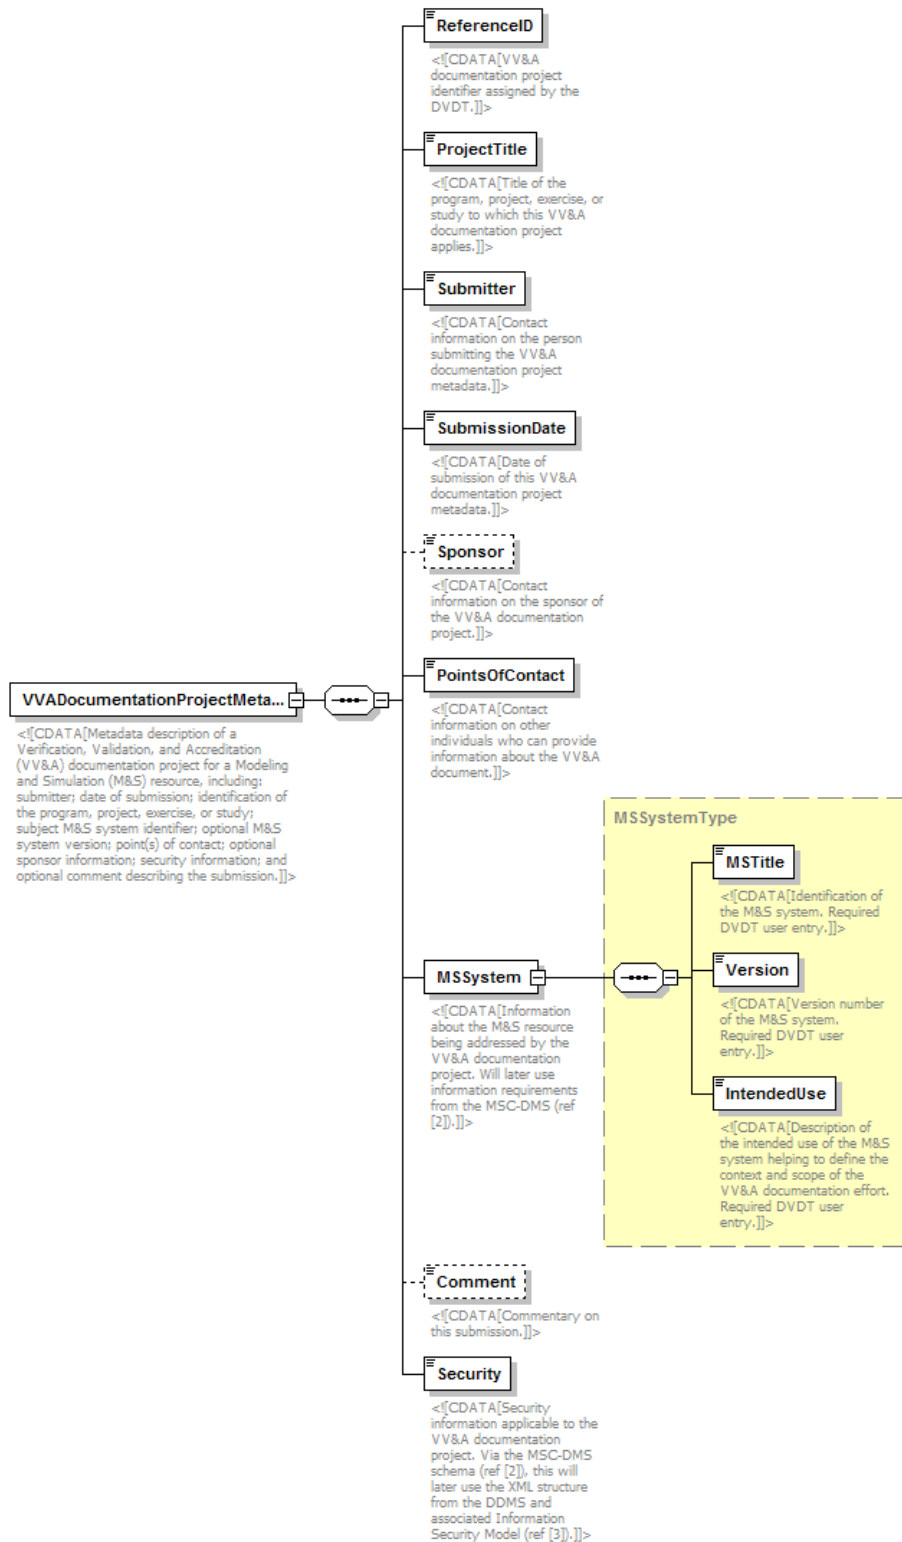 ReferenceID
<![CDATA[VV&A
documentation project
identifier assigned by the
DVDT.]]>
ProjectTitle
<![CDATA[Title of the
program, project, exercise, or
study to which this VV&A
documentation project
applies.]]>
Submitter
<![CDATA[Contact
information on the person
submitting the VV&A
documentation project
metadata.]]>
SubmissionDate
<![CDATA[Date of
submission of this VV&A
documentation project
metadata.]]>
Sponsor
<![CDATA[Contact
information on the sponsor of
the VV&A documentation
project.]]>
PointsOfContact
<![CDATA[Contact
information on other
individuals who can provide
information about the VV&A
document.]]>
VVADocumentationProjectMeta...
<![CDATA[Metadata description of a
Verification, Validation, and Accreditation
(VV&A) documentation project for a Modeling
and Simulation (M&S) resource, including:
submitter; date of submission; identification of
the program, project, exercise, or study;
subject M&S system identifier; optional M&S
system version; point(s) of contact; optional
sponsor information; security information; and
optional comment describing the submission.]]>
MSSystemType
MSTitle
<![CDATA[Identification of
the M&S system. Required
DVDT user entry.]]>
Version
<![CDATA[Version number
of the M&S system.
Required DVDT user
entry.]]>
IntendedUse
<![CDATA[Description of
the intended use of the M&S
system helping to define the
context and scope of the
VV&A documentation effort.
Required DVDT user
entry.]]>
MSSystem
<![CDATA[Information
about the M&S resource
being addressed by the
VV&A documentation
project. Will later use
information requirements
from the MSC-DMS (ref
[2]).]]>
Comment
<![CDATA[Commentary on
this submission.]]>
Security
<![CDATA[Security
information applicable to the
VV&A documentation
project. Via the MSC-DMS
schema (ref [2]), this will
later use the XML structure
from the DDMS and
associated Information
Security Model (ref [3]).]]>